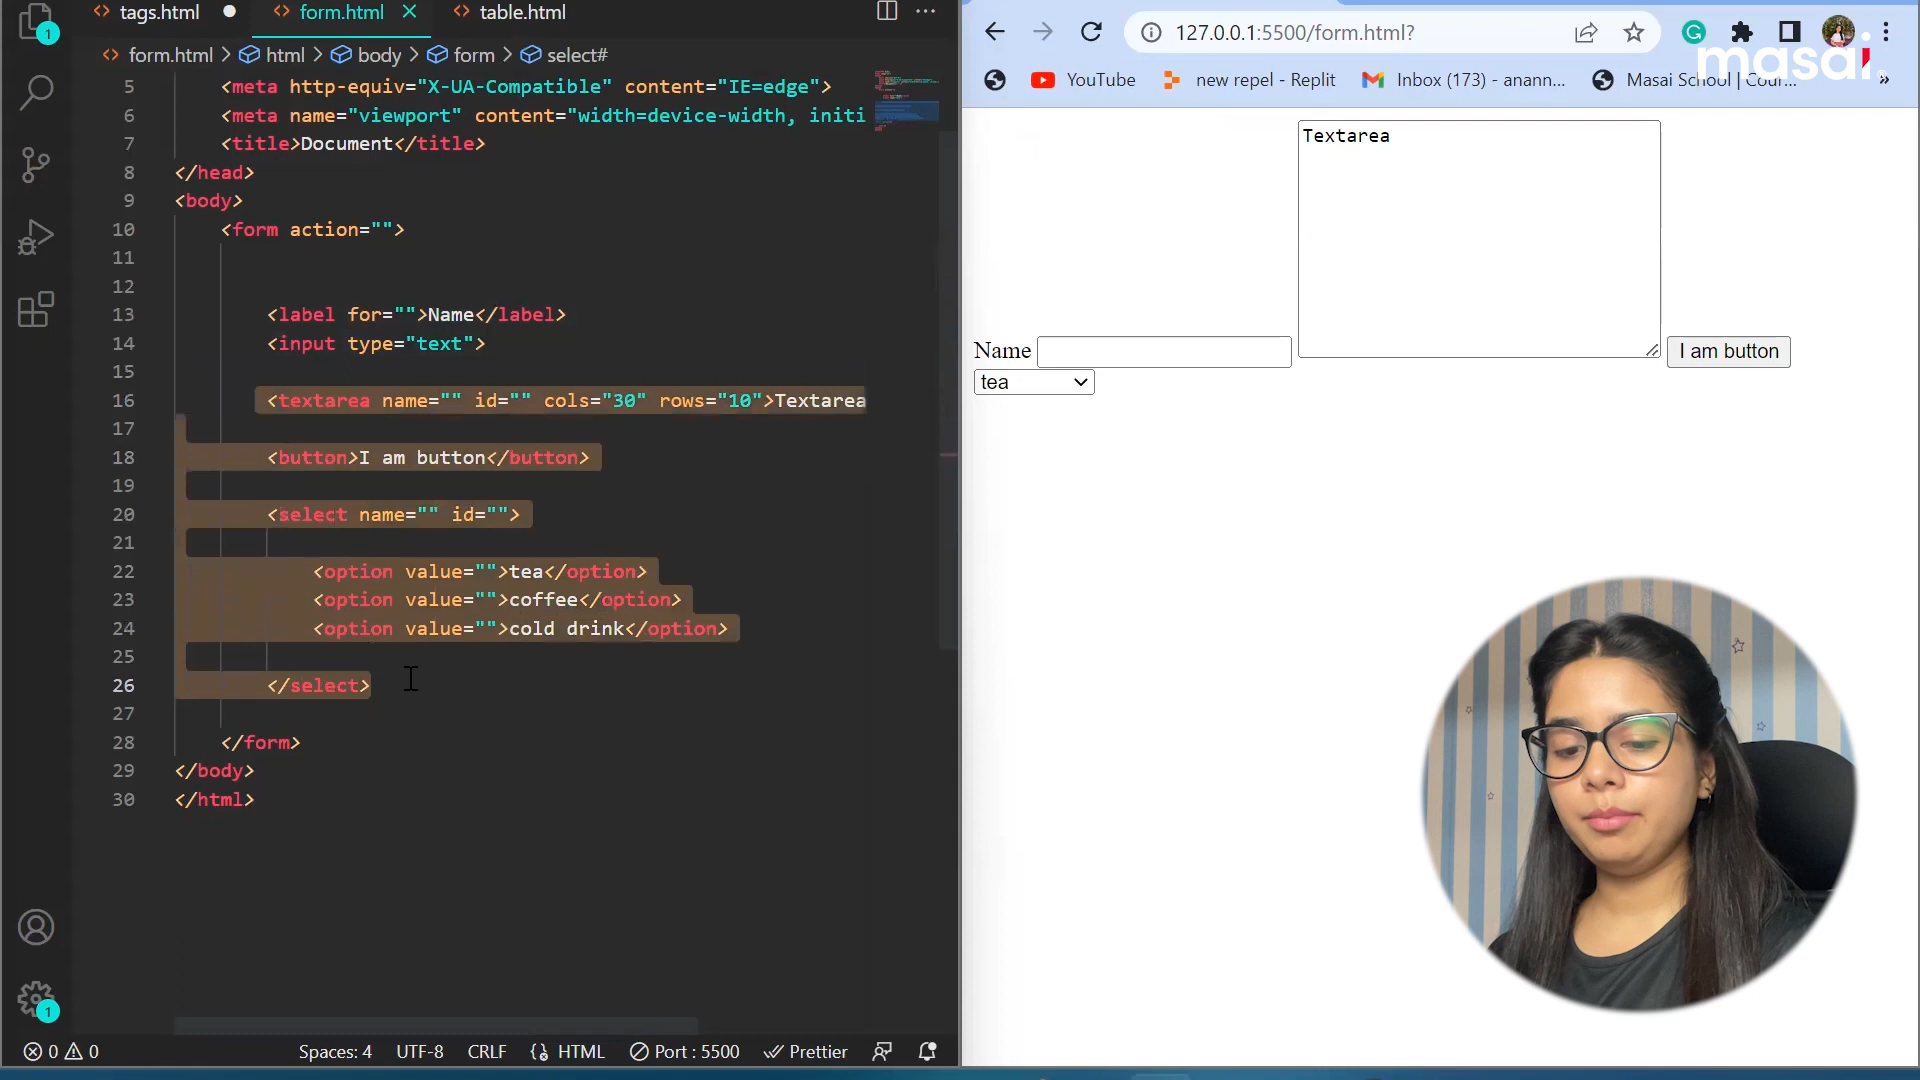 1
tags.html
form.html
table.html
form.html > html > body > form > select#
5 <meta http-equiv="X-UA-Compatible" content="IE=edge">
6 <meta name="viewport" content="width=device-width, initi
7 <title>Document</title>
8 </head>
9 <body>
10 <form action="">
11
12
13 <label for="">Name</label>
14 <input type="text">
15
16 <textarea name="" id="" cols="30" rows="10">Textarea
17
18 <button>I am button</button>
19
20 <select name="" id="">
21
22 <option value="">tea</option>
23 <option value="">coffee</option>
24 <option value="">cold drink</option>
25
26 </select>
27
28 </form>
29 </body>
30 </html>
1
0 0 Spaces: 4 UTF-8 CRLF HTML Port : 5500 Prettier
127.0.0.1:5500/form.html?
masai.
YouTube new repel - Replit Inbox (173) - anann... Masai School | Cour... »
Textarea
Name I am button
tea